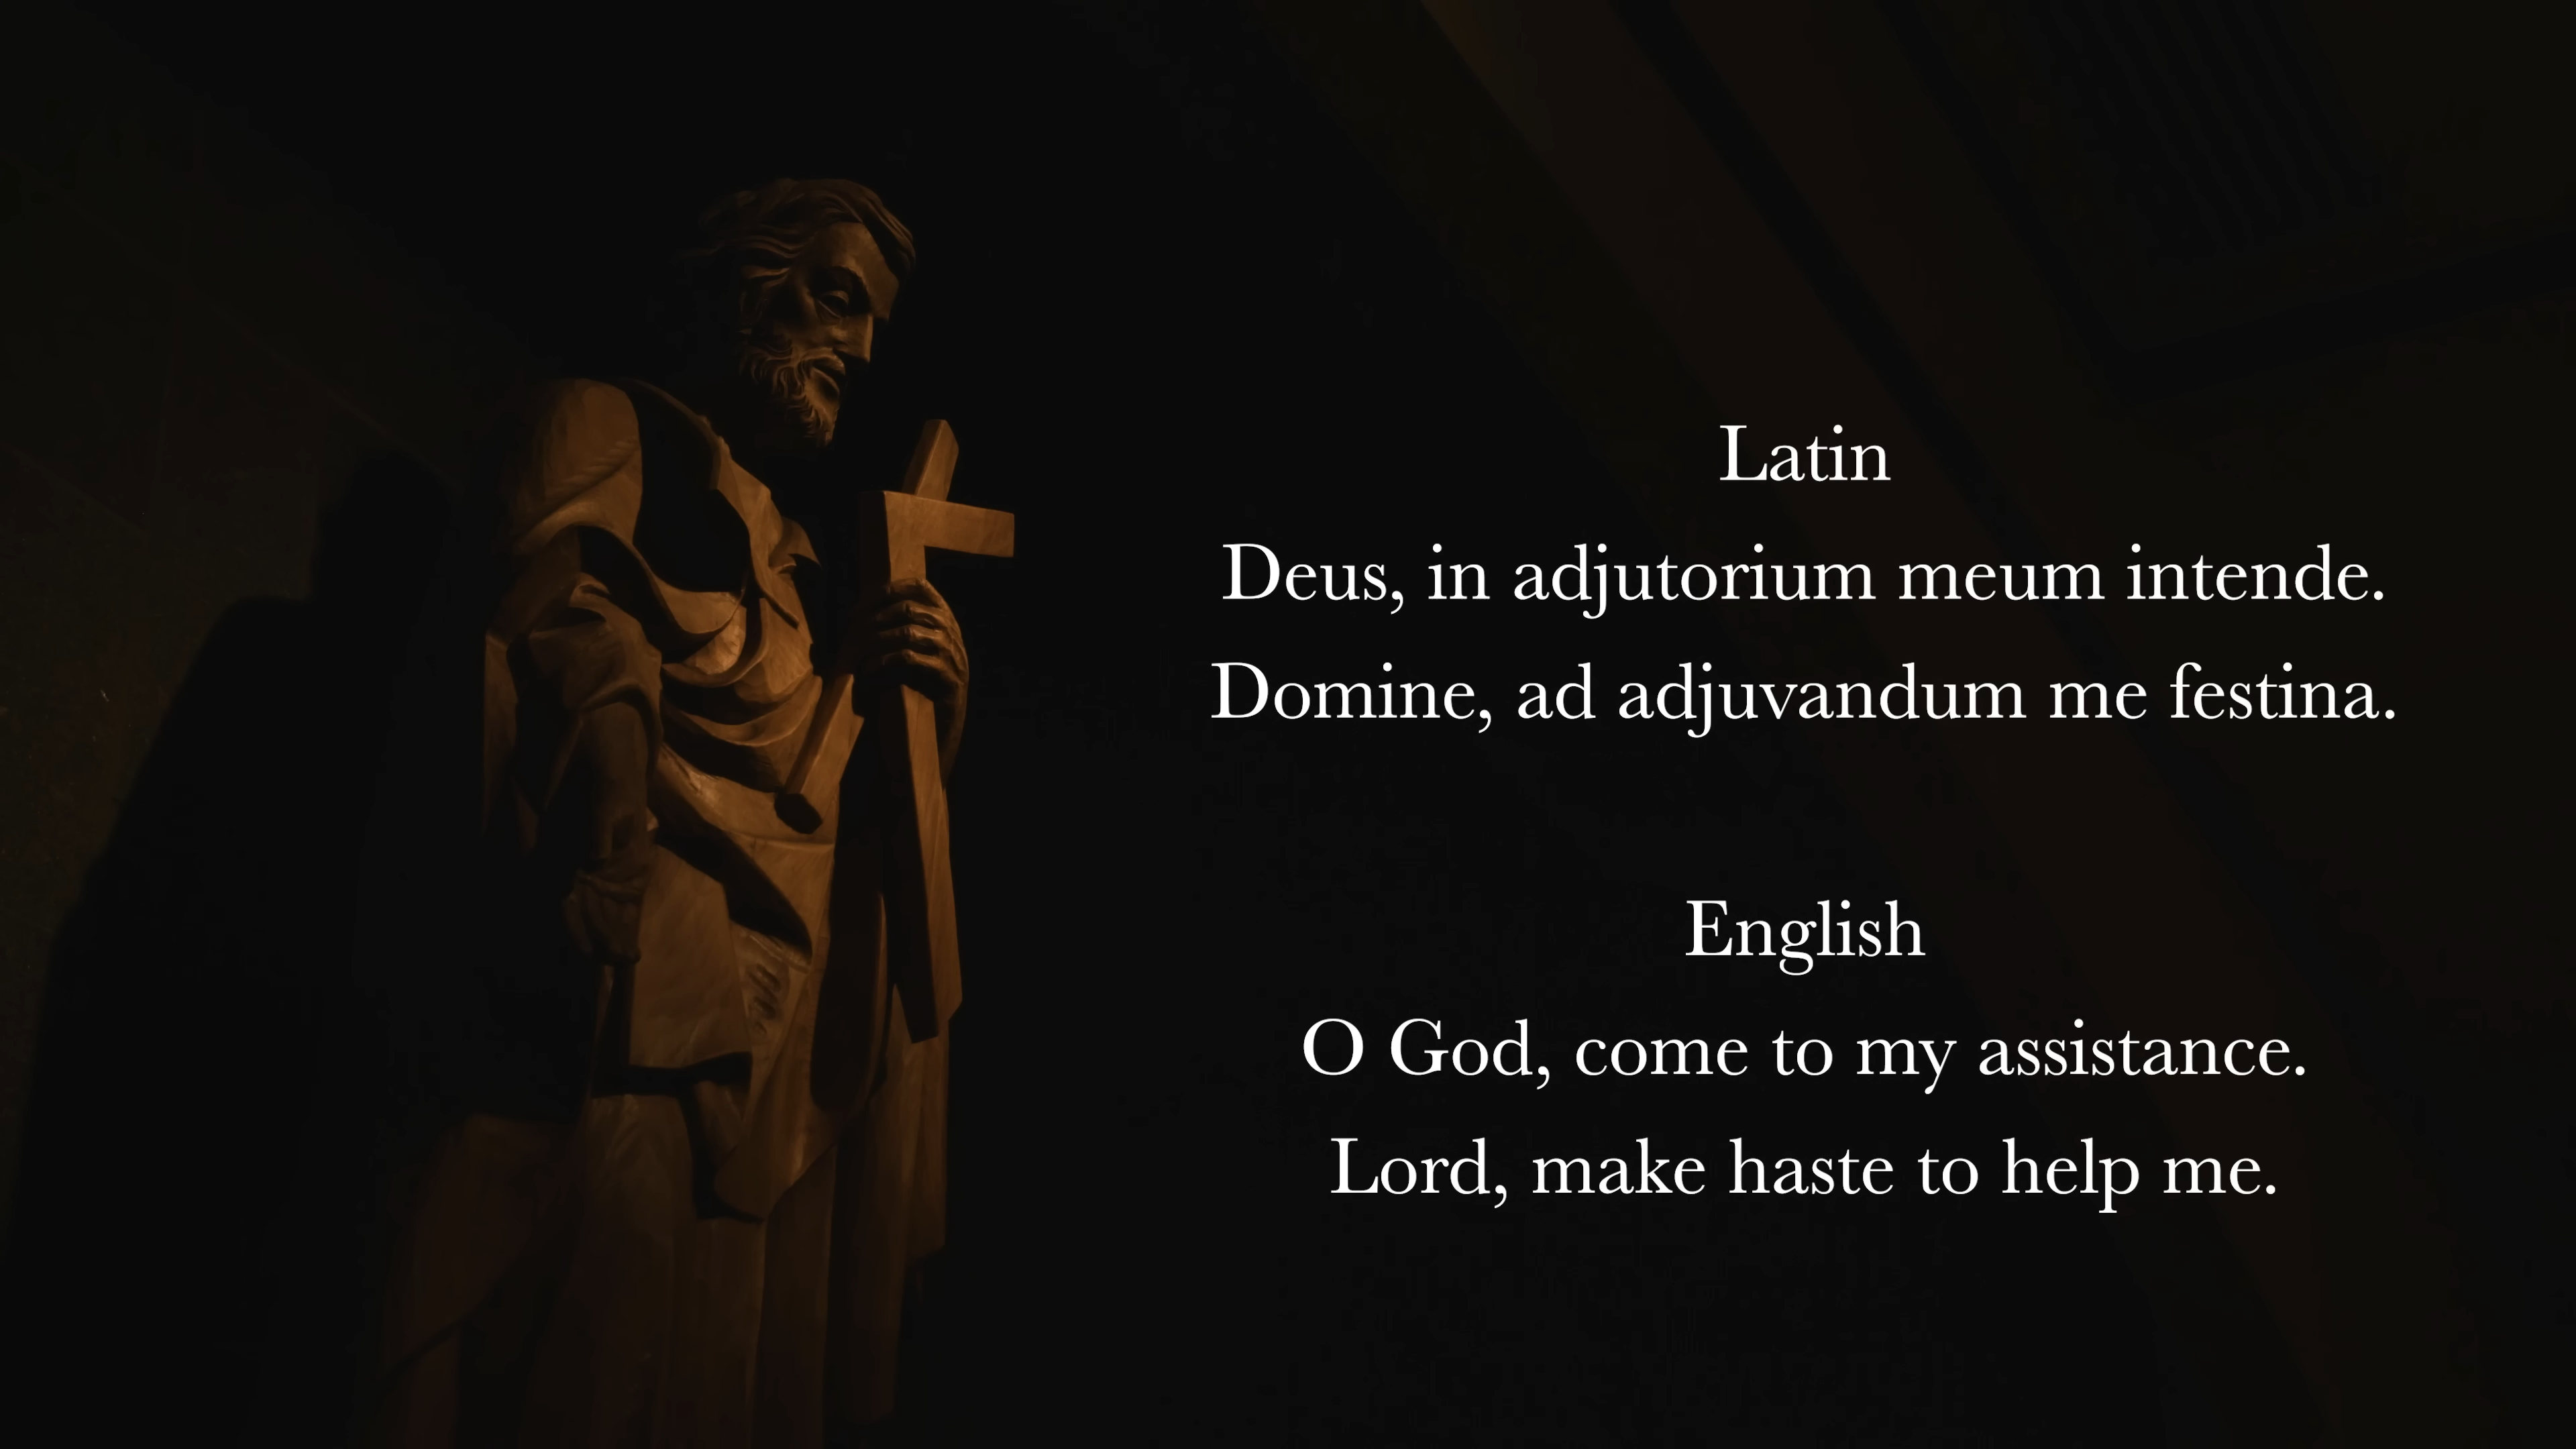 Latin
Deus, in adjutorium meum intende.
Domine, ad adjuvandum me festina.
English
O God, come to my assistance.
Lord, make haste to help me.